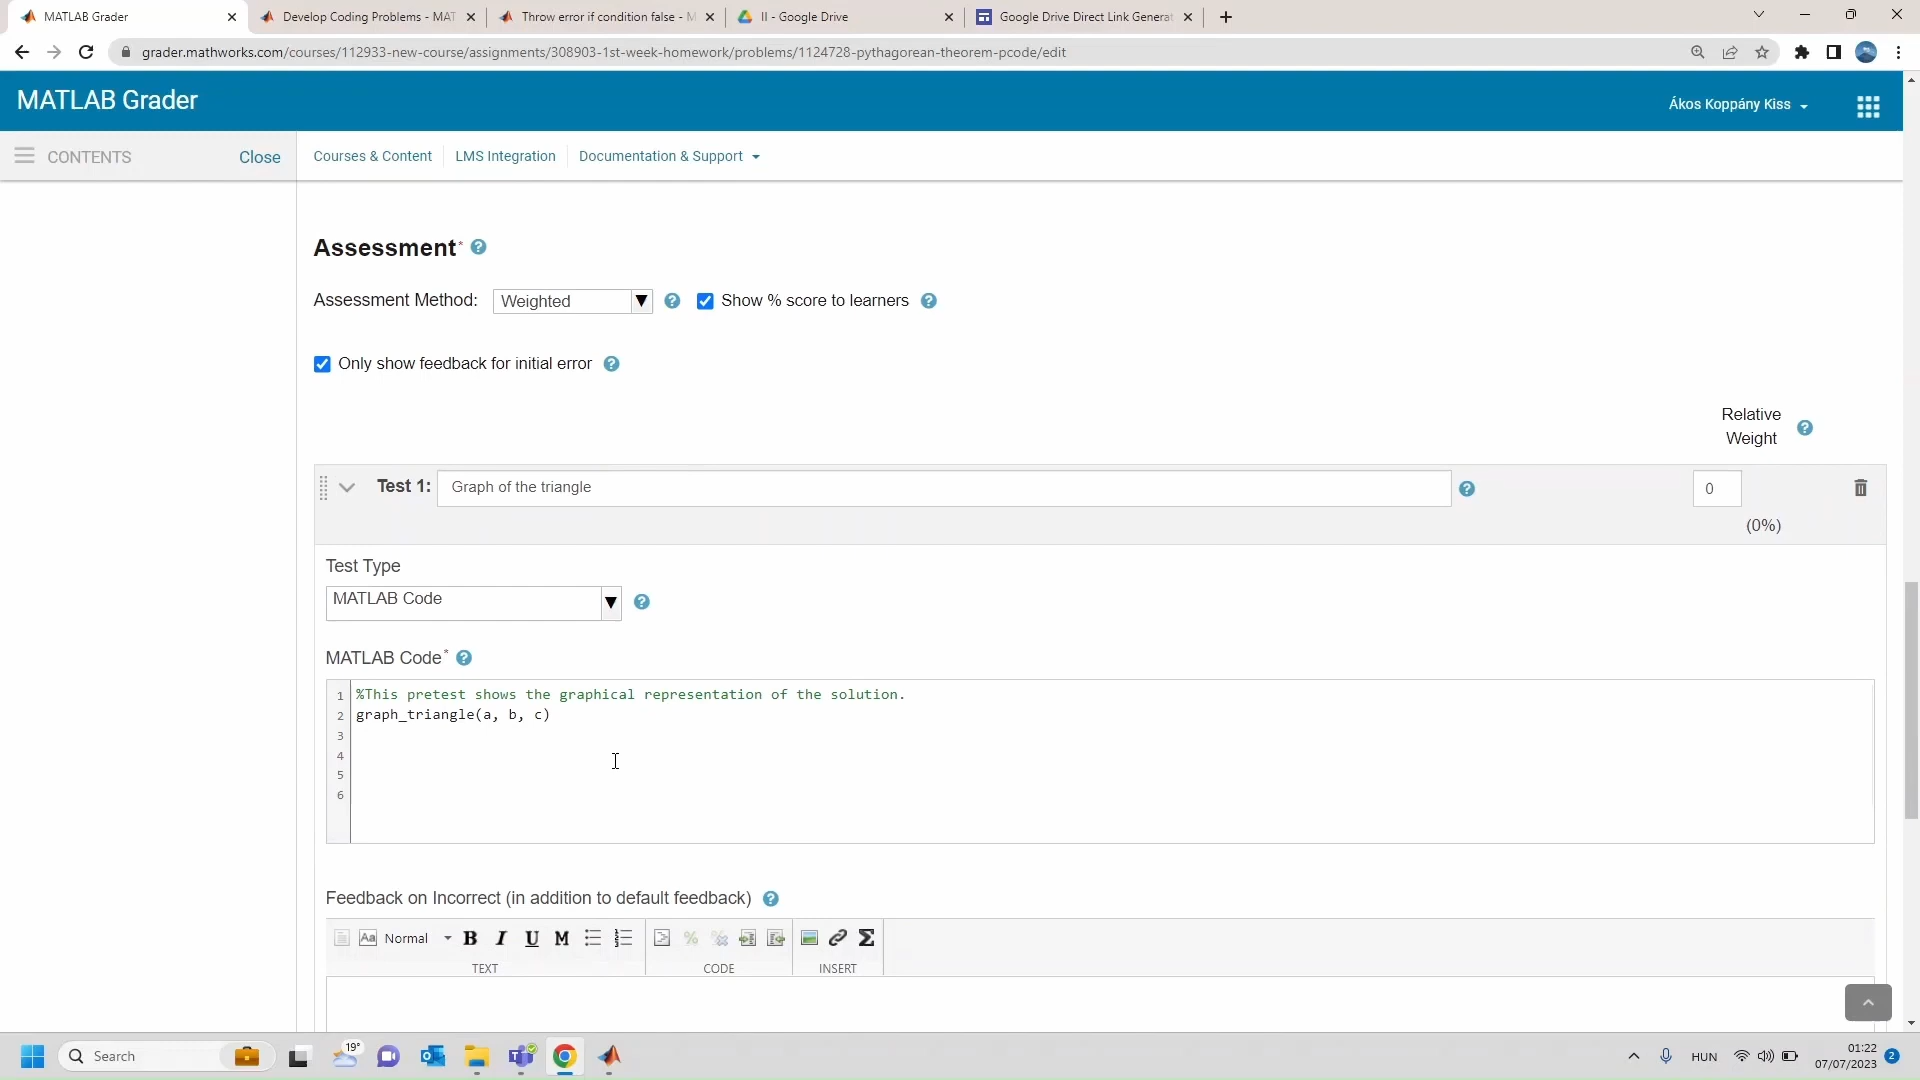 MATLAB Grader
Develop Coding Problems - MAT
Throw error if condition false - M
II - Google Drive
Google Drive Direct Link Generat
grader.mathworks.com/courses/112933-new-course/assignments/308903-1st-week-homework/problems/1124728-pythagorean-theorem-pcode/edit
MATLAB Grader
Ákos Koppány Kiss
CONTENTS
Close
Courses & Content
LMS Integration
Documentation & Support
Assessment*
Assessment Method:
Weighted
Show % score to learners
Only show feedback for initial error
Relative
Weight
Test 1:
Graph of the triangle
0
(0%)
Test Type
MATLAB Code
MATLAB Code*
1 %This pretest shows the graphical representation of the solution.
2 graph_triangle(a, b, c)
3
4
5
6
Feedback on Incorrect (in addition to default feedback)
Aa Normal B I U M
TEXT
CODE
INSERT
Search
19°
HUN
01:22
07/07/2023
2